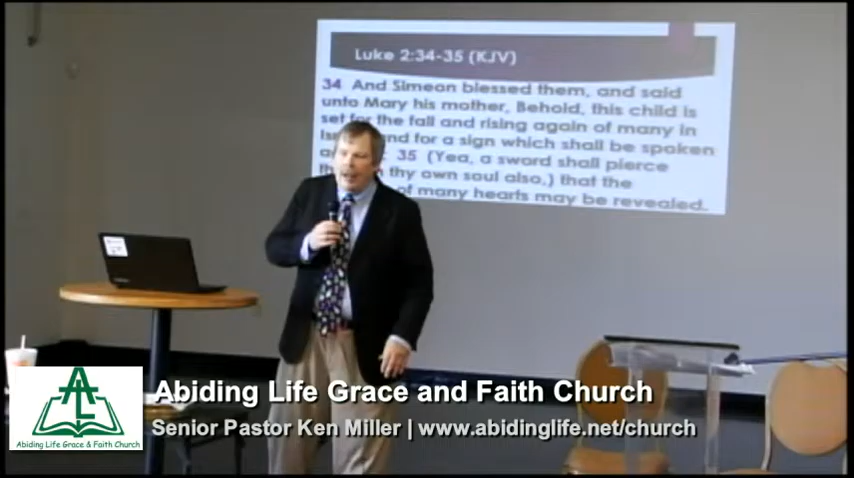 Luke 2:34-35 (KJV)
34 And Simeon blessed them, and said
unto Mary his mother, Behold, this child is
set for the fall and rising again of many in
and for a sign which shall be spoken
35 (Yea, a sword shall pierce
thy own soul also,) that the
of many hearts may be revealed.
Abiding Life Grace and Faith Church
Senior Pastor Ken Miller | www.abidinglife.net/church
AL
Abiding Life Grace & Faith Church